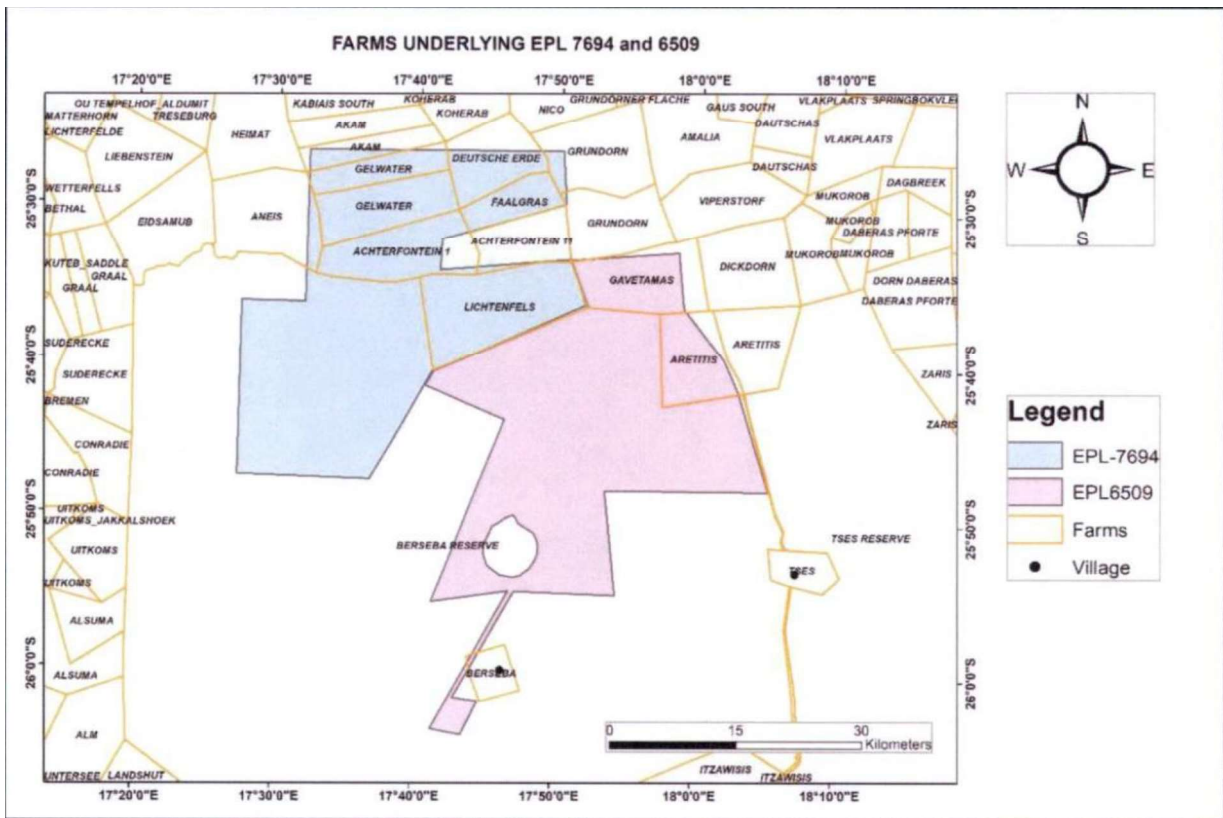 FARMS UNDERLYING EPL 7694 and 6509
17°20'0"E 17°30'0"E 17°40'0"E 17°50'0"E 18°0'0"E 18°10'0"E
OU TEMPELHOF_ALDUMIT
KABIAIS SOUTH
KOHERAB
GRUNDORNER FLACHE
VLAKPLAATS
MATTERHORN
TRESEBURG
KOHERAB
NICO
GAUS SOUTH
LICHTERFELDE
HEIMAT
AKAM
AMALIA
DAUTSCHAS
VLAKPLAATS
LIEBENSTEIN
AKAM
GRUNDORN
DEUTSCHE ERDE
GELWATER
DAUTSCHAS
WETTERFELLS
DAGBREEK
BETHAL
EIDSAMUB
ANEIS
GELWATER
FAALGRAS
VIPERSTORF
MUKOROB
GRUNDORN
MUKOROB
DABERAS PFORTE
ACHTERFONTEIN 1
ACHTERFONTEIN 11
MUKOROB
MUKOROB
KUTEB_SADDLE
GRAAL
GRAAL
DICKDORN
GAVETAMAS
DORN DABERAS
LICHTENFELS
DABERAS PFORTE
SUDERECKE
ARETITIS
ARETITIS
SUDERECKE
ZARIS
BREMEN
ZARIS
CONRADIE
CONRADIE
UITKOMS
UITKOMS_JAKKALSHOEK
UITKOMS
BERSEBA RESERVE
TSES RESERVE
TSES
UITKOMS
ALSUMA
ALSUMA
BERSEBA
ALM
UNTERSEE
LANDSHUT
ITZAWISIS
ITZAWISIS
25°30'0"S
25°40'0"S
25°50'0"S
26°0'0"S
25°30'0"S
25°40'0"S
25°50'0"S
26°0'0"S
0 15 30
Kilometers
17°20'0"E 17°30'0"E 17°40'0"E 17°50'0"E 18°0'0"E 18°10'0"E
N
W E
S
Legend
EPL-7694
EPL6509
Farms
Village